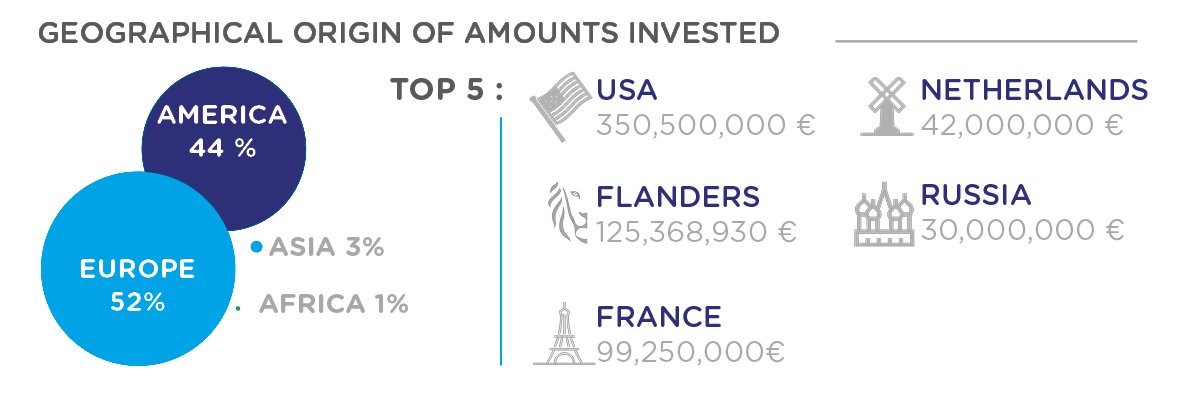 GEOGRAPHICAL ORIGIN OF AMOUNTS INVESTED
AMERICA
44 %
EUROPE
52%
ASIA 3%
AFRICA 1%
TOP 5 :
USA
350,500,000 €
FLANDERS
125,368,930 €
FRANCE
99,250,000€
NETHERLANDS
42,000,000 €
RUSSIA
30,000,000 €